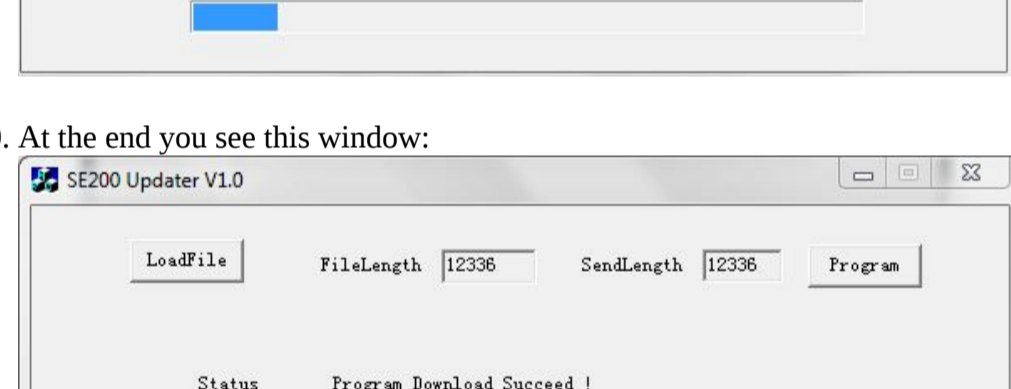 . At the end you see this window:
SE200 Updater V1.0
LoadFile FileLength 12336 SendLength 12336 Program
Status Program Download Succeed !